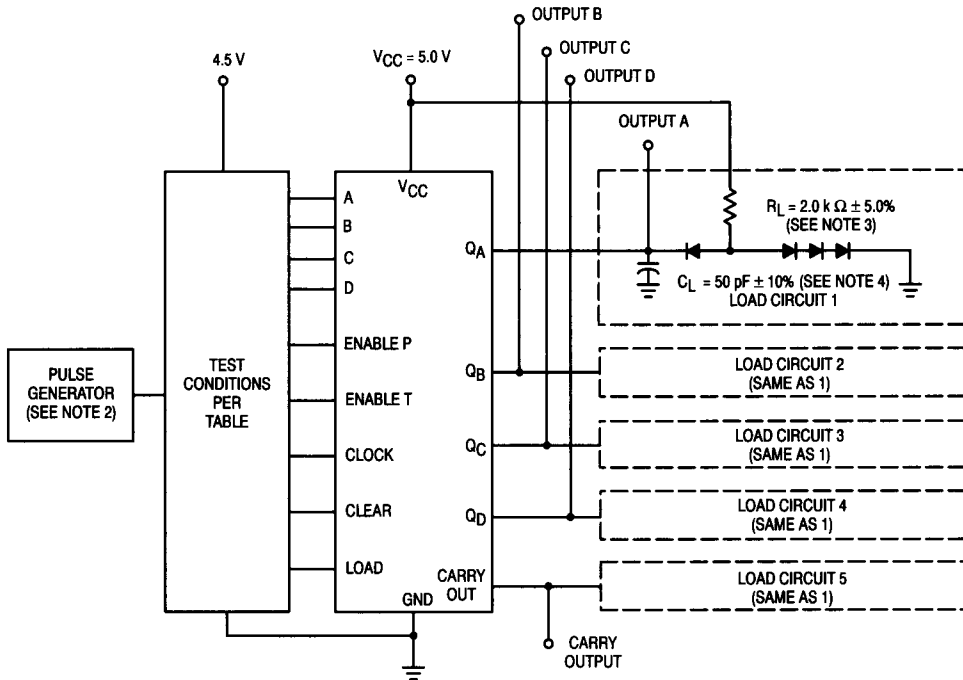 OUTPUT B
4.5 V
VCC = 5.0 V
OUTPUT C
OUTPUT D
OUTPUT A
VCC
A
B
C
D
ENABLE P
ENABLE T
CLOCK
CLEAR
LOAD
GND
QA
QB
QC
QD
CARRY
OUT
PULSE
GENERATOR
(SEE NOTE 2)
TEST
CONDITIONS
PER
TABLE
RL = 2.0 k Ω ± 5.0%
(SEE NOTE 3)
CL = 50 pF ± 10% (SEE NOTE 4)
LOAD CIRCUIT 1
LOAD CIRCUIT 2
(SAME AS 1)
LOAD CIRCUIT 3
(SAME AS 1)
LOAD CIRCUIT 4
(SAME AS 1)
LOAD CIRCUIT 5
(SAME AS 1)
CARRY
OUTPUT